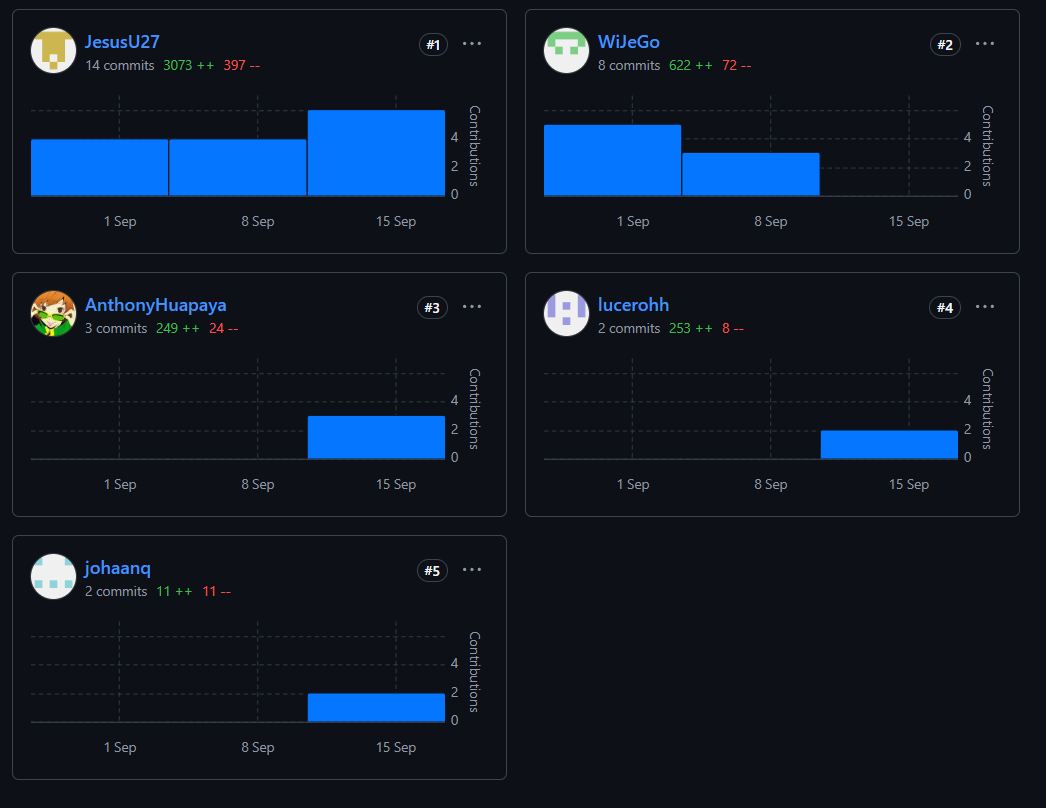 JesusU27 #1 ...
14 commits 3073 ++ 397 --
Contributions
4
2
0
1 Sep 8 Sep 15 Sep
WiJeGo #2 ...
8 commits 622 ++ 72 --
Contributions
4
2
0
1 Sep 8 Sep 15 Sep
AnthonyHuapaya #3 ...
3 commits 249 ++ 24 --
Contributions
4
2
0
1 Sep 8 Sep 15 Sep
lucerohh #4 ...
2 commits 253 ++ 8 --
Contributions
4
2
0
1 Sep 8 Sep 15 Sep
johaanq #5 ...
2 commits 11 ++ 11 --
Contributions
4
2
0
1 Sep 8 Sep 15 Sep